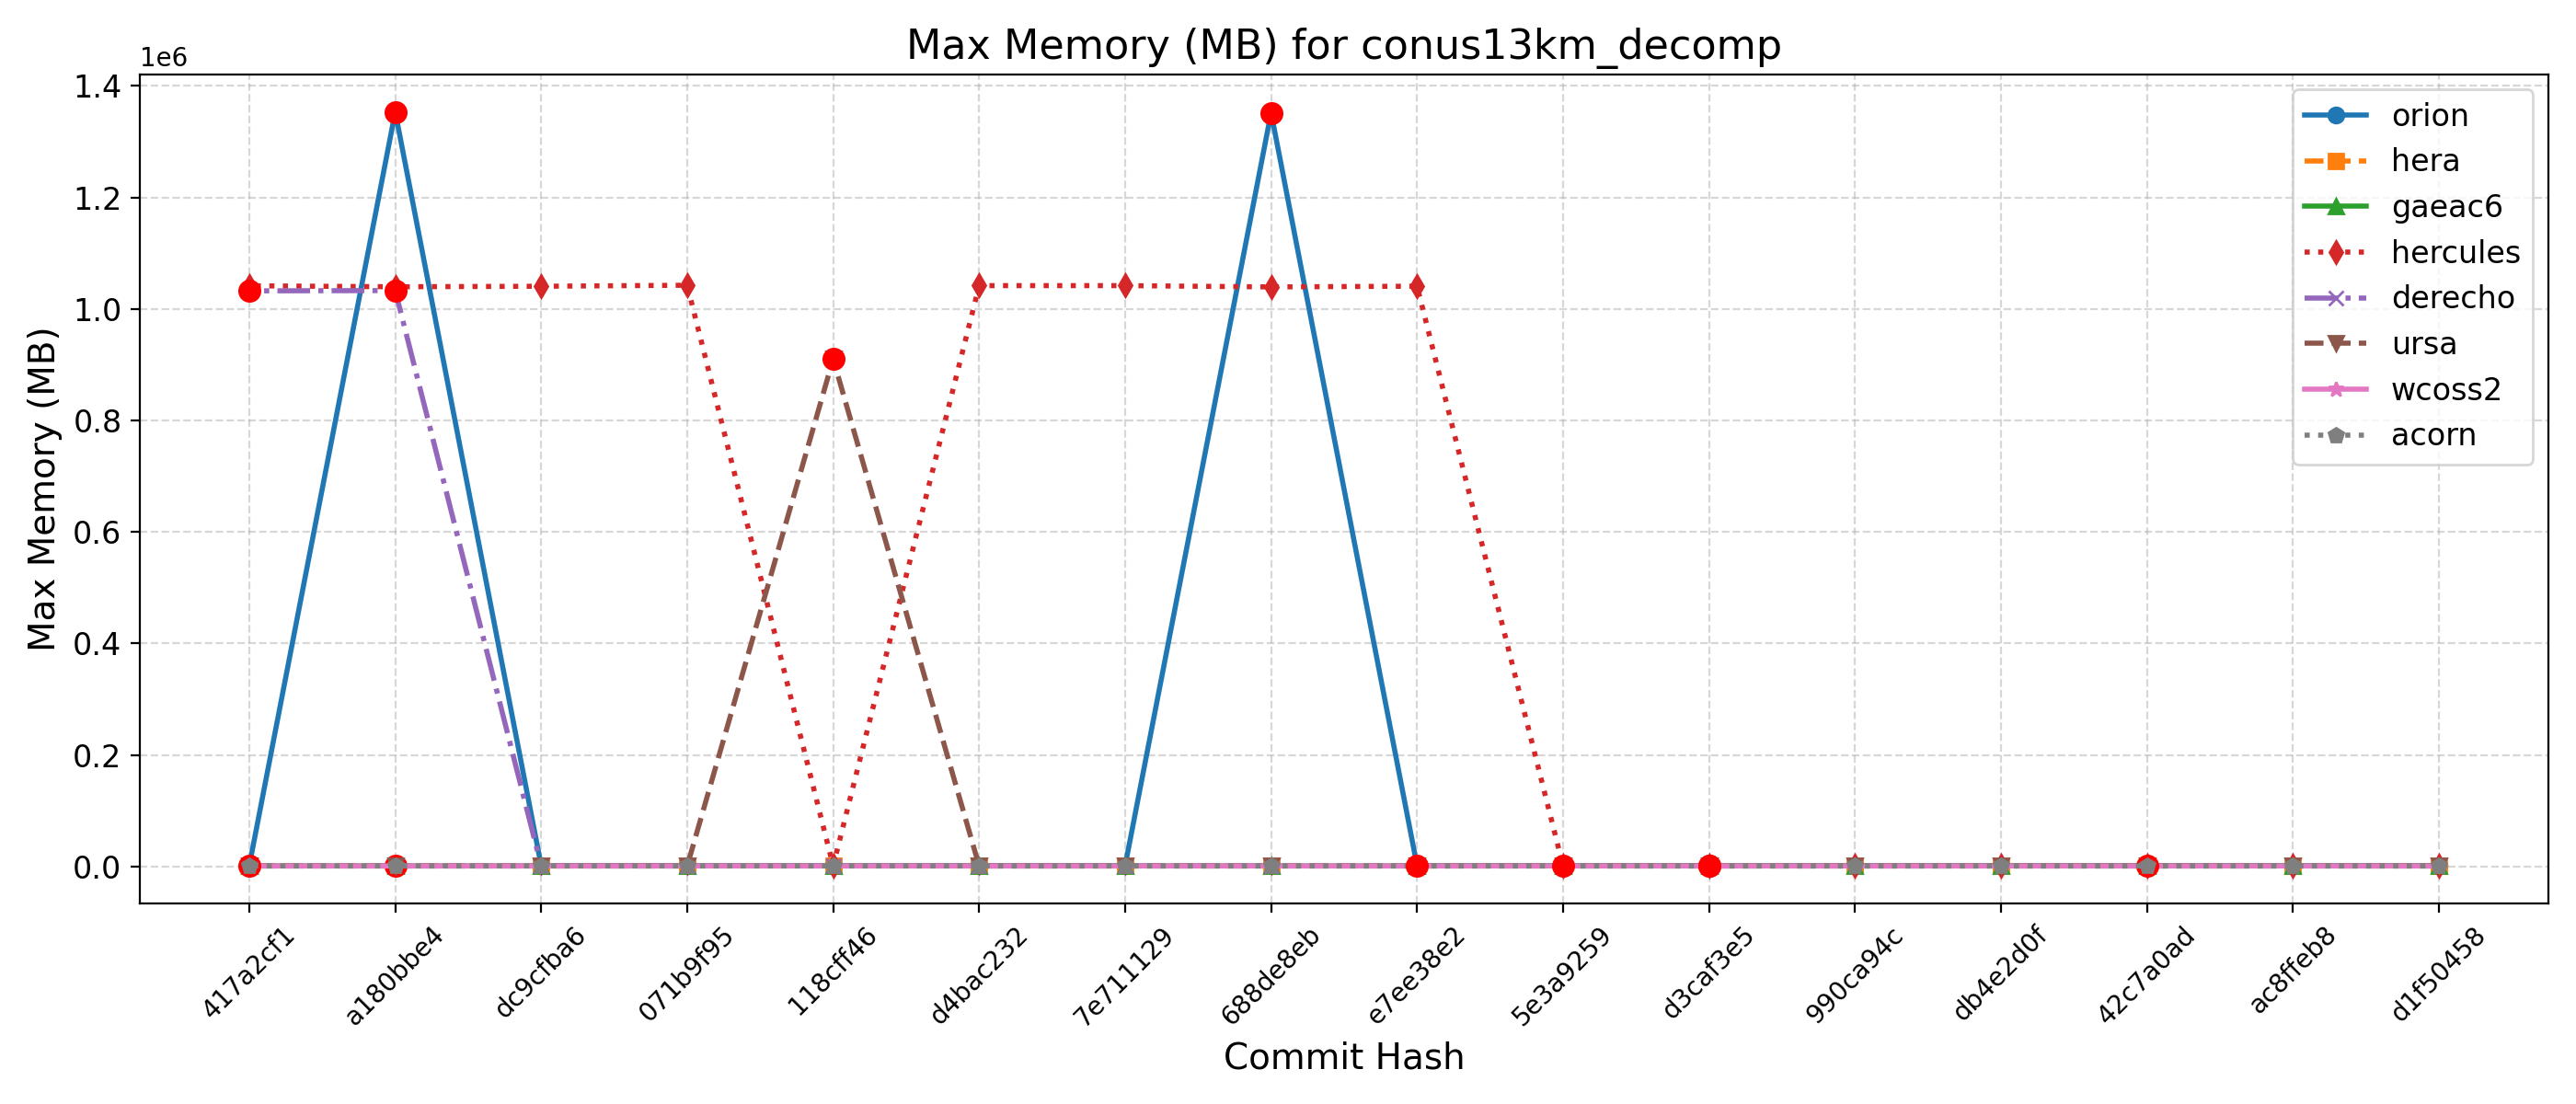 Max Memory (MB) for conus13km_decomp
1e6
1.4
1.2
1.0
0.8
0.6
0.4
0.2
0.0
Max Memory (MB)
orion
hera
gaeac6
hercules
derecho
ursa
wcoss2
acorn
417a2cf1
a180bbe4
dc9cfba6
071b9f95
118cff46
d4bac232
7e711129
688de8eb
e7ee38e2
5e3a9259
d3caf3e5
990ca94c
db4e2d0f
42c7a0ad
ac8ffeb8
d1f50458
Commit Hash